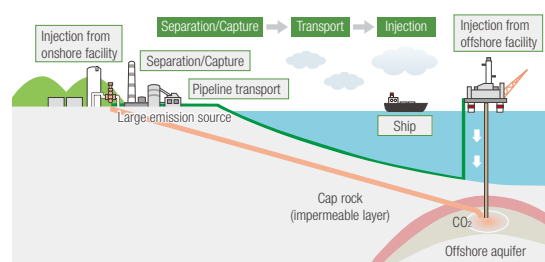 Separation/Capture
Transport
Injection
Injection from
onshore facility
Injection from
offshore facility
Separation/Capture
Pipeline transport
Large emission source
Ship
Cap rock
(impermeable layer)
CO₂
Offshore aquifer